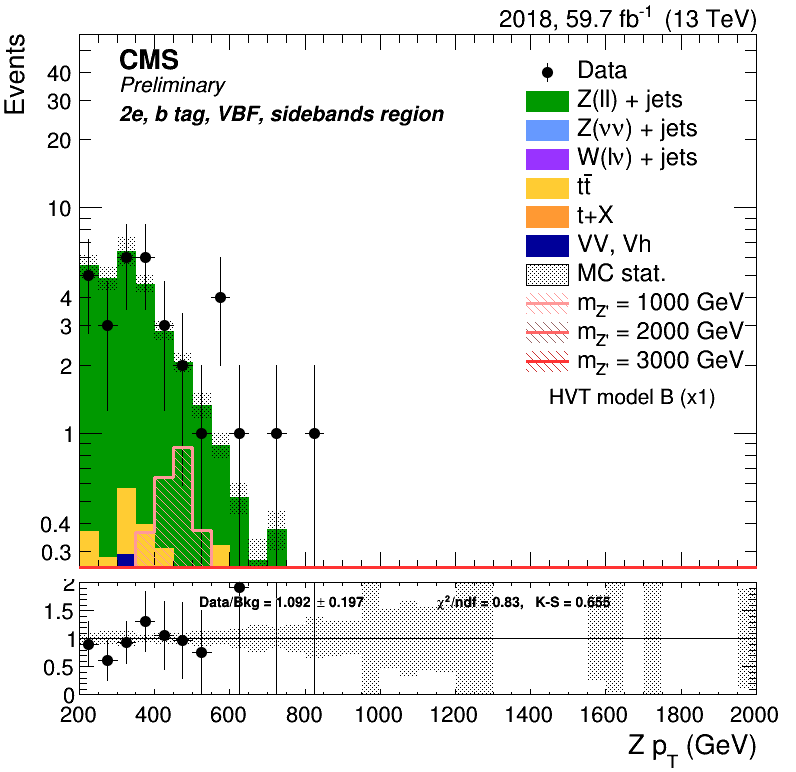 2018, 59.7 fb⁻¹ (13 TeV)
Events
CMS
Preliminary
2e, b tag, VBF, sidebands region
Data
Z(ll) + jets
Z(νν) + jets
W(lν) + jets
tt̄
t+X
VV, Vh
MC stat.
m_Z' = 1000 GeV
m_Z' = 2000 GeV
m_Z' = 3000 GeV
HVT model B (x1)
40
30
20
10
4
3
2
1
0.4
0.3
Data/Bkg = 1.092 ± 0.197
χ²/ndf = 0.83, K-S = 0.655
2
1.5
1
0.5
0
200 400 600 800 1000 1200 1400 1600 1800 2000
Z p_T (GeV)